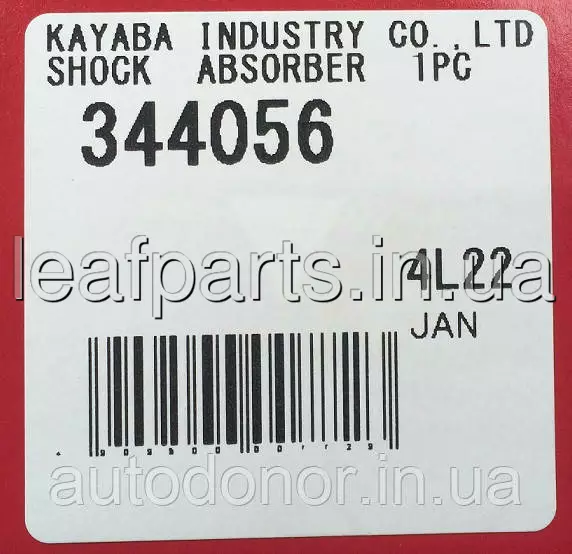 KAYABA INDUSTRY CO.,LTD
SHOCK ABSORBER 1PC
344056
leafparts.in.ua
4L22
JAN
autodonor.in.ua